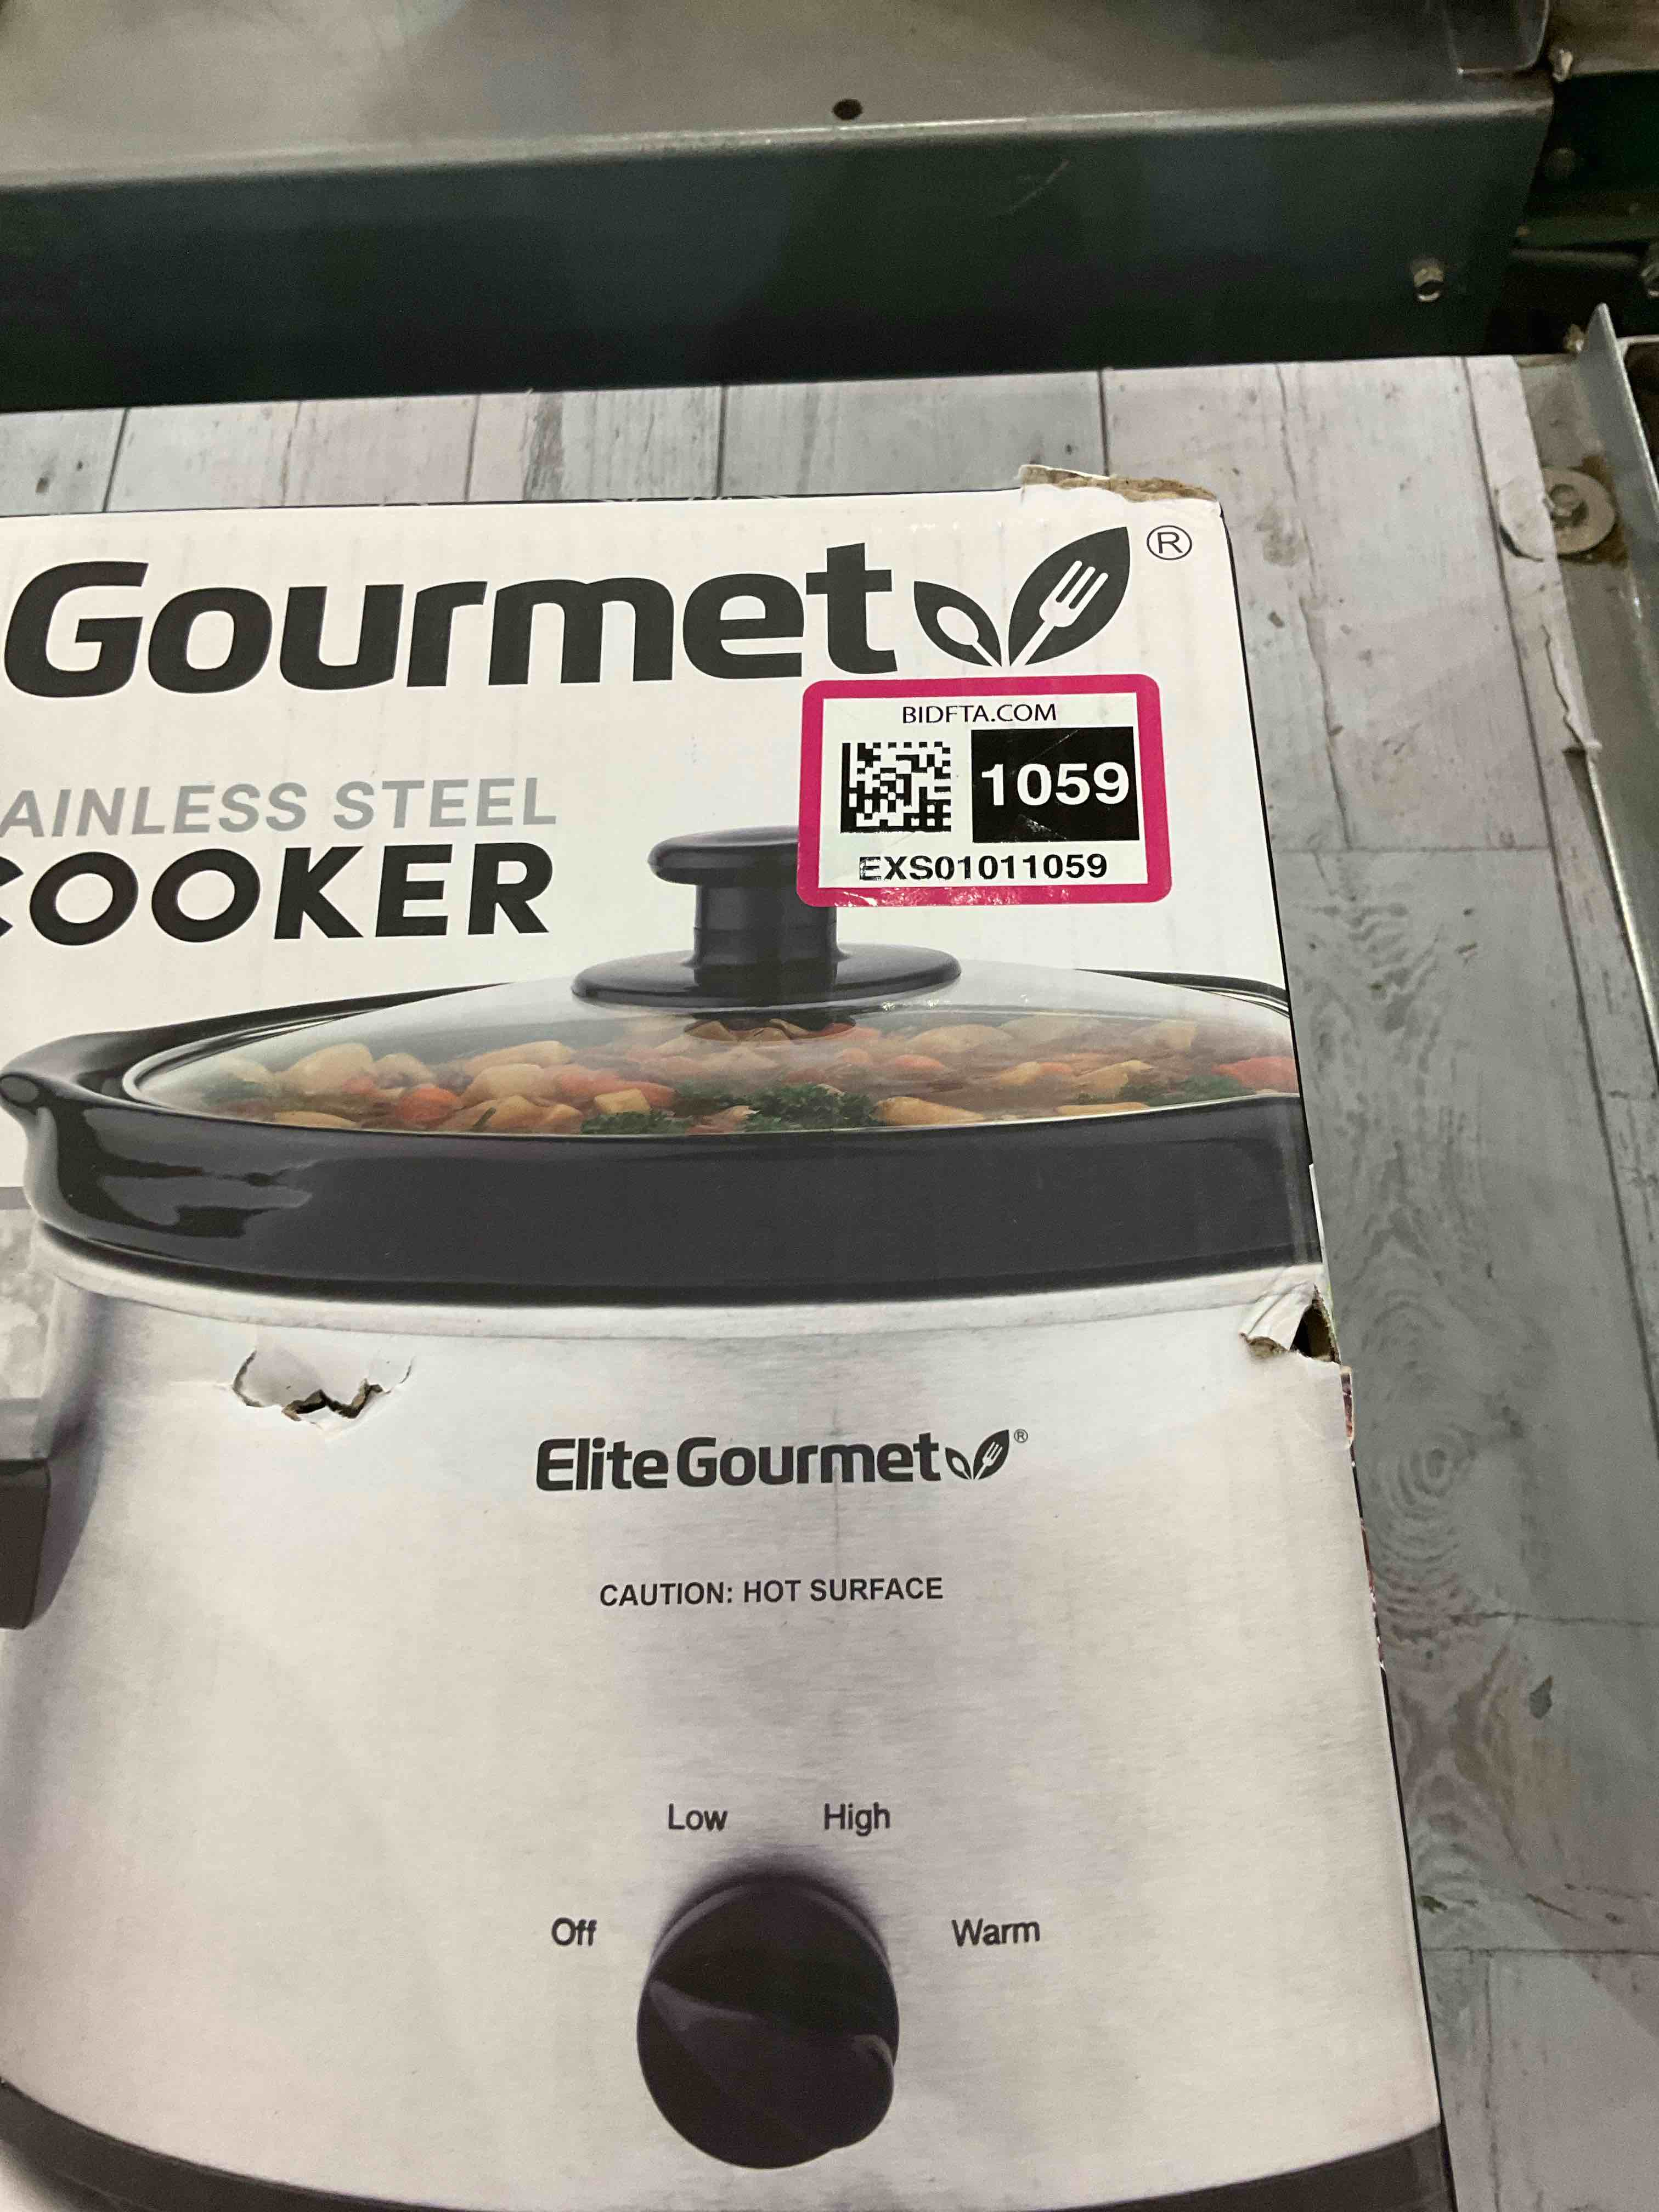 Gourmet®
BIDFTA.COM
1059
EXS01011059
AINLESS STEEL
COOKER
Elite Gourmet®
CAUTION: HOT SURFACE
Low High
Off Warm